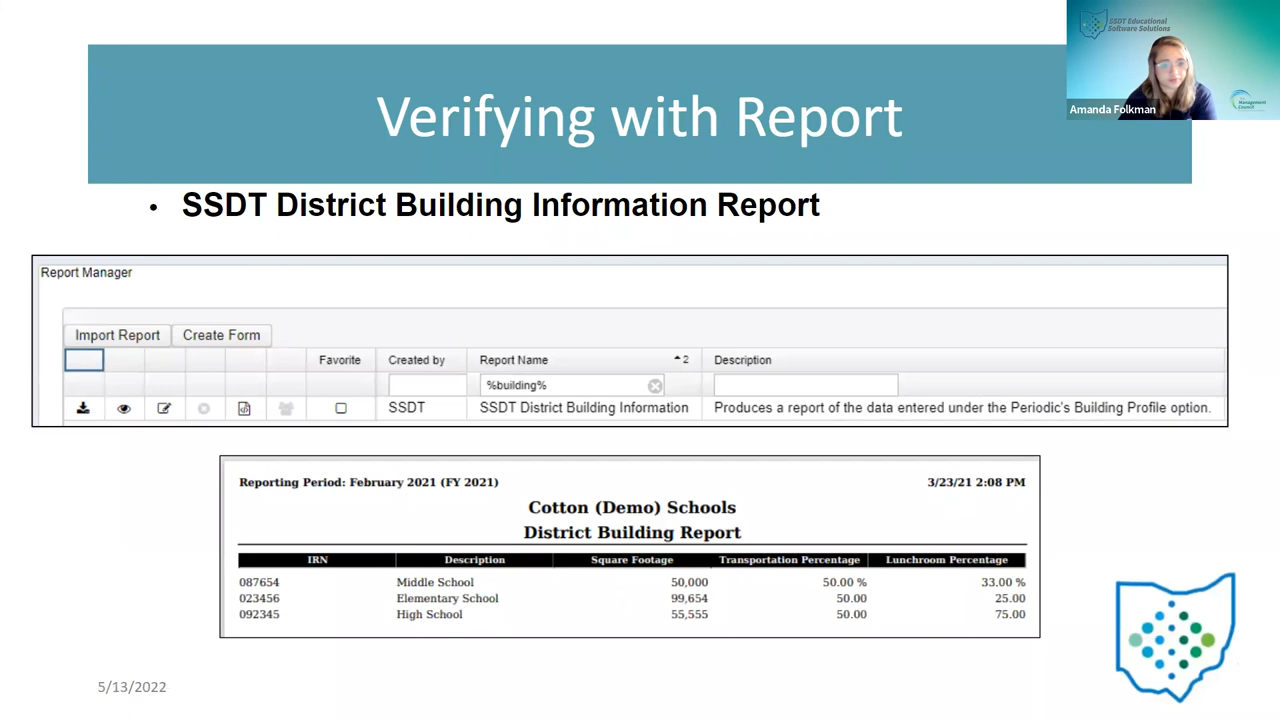 SSDT Educational
Software Solutions
Management
Council
Amanda Folkman
Verifying with Report
• SSDT District Building Information Report
Report Manager
Import Report Create Form
Favorite Created by Report Name 2 Description
%building%
SSDT SSDT District Building Information Produces a report of the data entered under the Periodic's Building Profile option.
Reporting Period: February 2021 (FY 2021) 3/23/21 2:08 PM
Cotton (Demo) Schools
District Building Report
IRN Description Square Footage Transportation Percentage Lunchroom Percentage
087654 Middle School 50,000 50.00 % 33.00 %
023456 Elementary School 99,654 50.00 25.00
092345 High School 55,555 50.00 75.00
5/13/2022